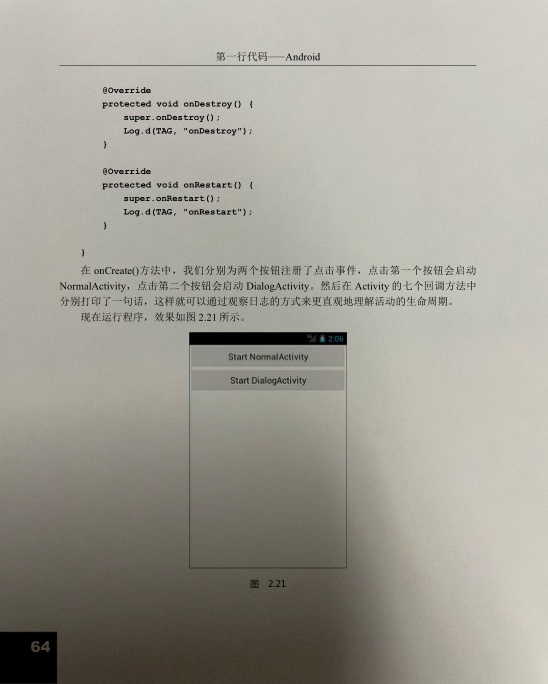 第一行代码——Android
@Override
protected void onDestroy() {
super.onDestroy();
Log.d(TAG, "onDestroy");
}
@Override
protected void onRestart() {
super.onRestart();
Log.d(TAG, "onRestart");
}
}
在 onCreate()方法中，我们分别为两个按钮注册了点击事件，点击第一个按钮会启动
NormalActivity，点击第二个按钮会启动 DialogActivity。然后在 Activity 的七个回调方法中
分别打印了一句话，这样就可以通过观察日志的方式来更直观地理解活动的生命周期。
现在运行程序，效果如图 2.21 所示。
2:06
Start NormalActivity
Start DialogActivity
图 2.21
64